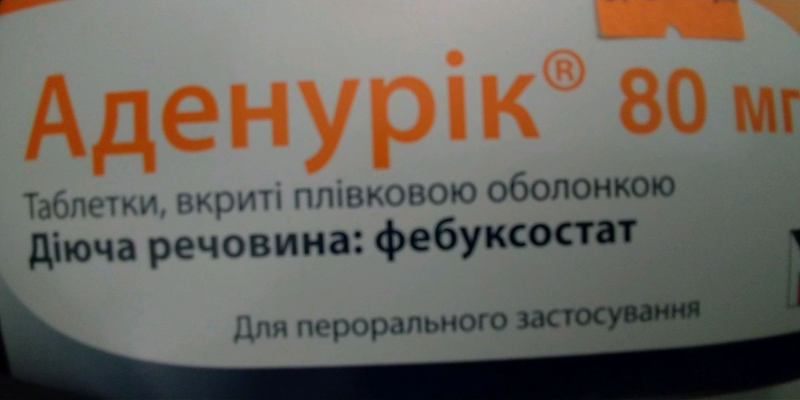 Аденурік® 80 мг
Таблетки, вкриті плівковою оболонкою
Діюча речовина: фебуксостат
Для перорального застосування